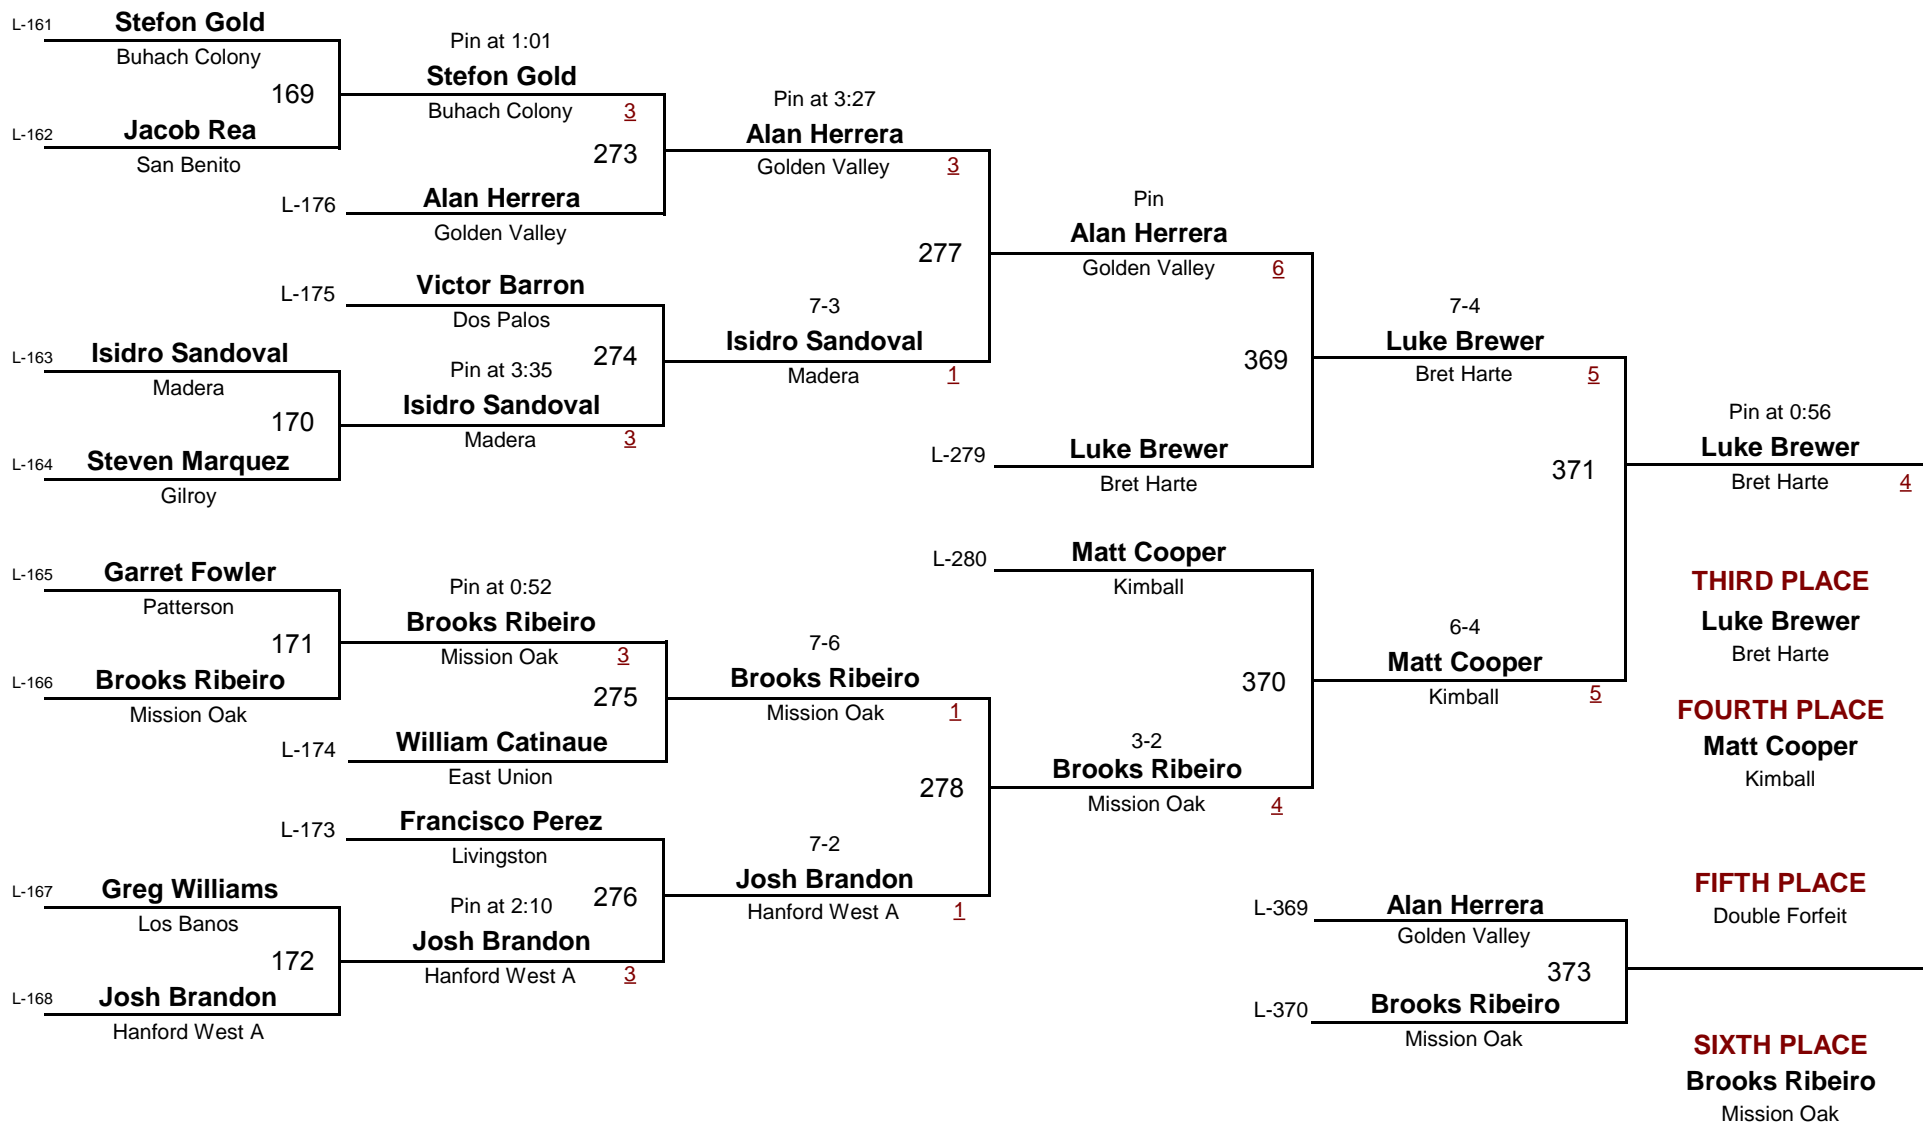 L-161 Stefon Gold
Buhach Colony
169
L-162 Jacob Rea
San Benito
Pin at 1:01
Stefon Gold
Buhach Colony 3
273
L-176 Alan Herrera
Golden Valley
Pin at 3:27
Alan Herrera
Golden Valley 3
277
L-175 Victor Barron
Dos Palos
274
L-163 Isidro Sandoval
Madera
170
L-164 Steven Marquez
Gilroy
Pin at 3:35
Isidro Sandoval
Madera 3
7-3
Isidro Sandoval
Madera 1
Pin
Alan Herrera
Golden Valley 6
369
L-279 Luke Brewer
Bret Harte
7-4
Luke Brewer
Bret Harte 5
371
Pin at 0:56
Luke Brewer
Bret Harte 4
L-165 Garret Fowler
Patterson
171
L-166 Brooks Ribeiro
Mission Oak
Pin at 0:52
Brooks Ribeiro
Mission Oak 3
275
L-174 William Catinaue
East Union
7-6
Brooks Ribeiro
Mission Oak 1
278
L-173 Francisco Perez
Livingston
276
L-167 Greg Williams
Los Banos
172
L-168 Josh Brandon
Hanford West A
Pin at 2:10
Josh Brandon
Hanford West A 3
7-2
Josh Brandon
Hanford West A 1
L-280 Matt Cooper
Kimball
370
3-2
Brooks Ribeiro
Mission Oak 4
6-4
Matt Cooper
Kimball 5
THIRD PLACE
Luke Brewer
Bret Harte
FOURTH PLACE
Matt Cooper
Kimball
L-369 Alan Herrera
Golden Valley
373
L-370 Brooks Ribeiro
Mission Oak
FIFTH PLACE
Double Forfeit
SIXTH PLACE
Brooks Ribeiro
Mission Oak